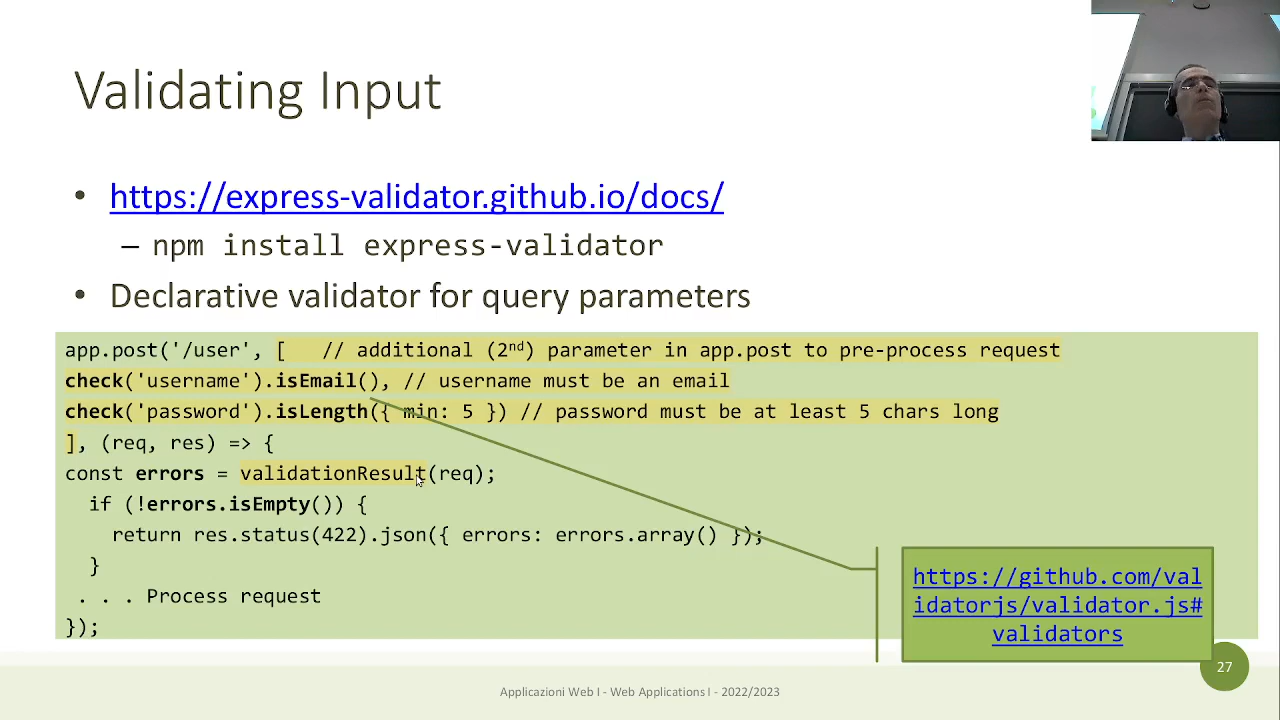 Validating Input
• https://express-validator.github.io/docs/
– npm install express-validator
• Declarative validator for query parameters
app.post('/user', [ // additional (2nd) parameter in app.post to pre-process request
check('username').isEmail(), // username must be an email
check('password').isLength({ min: 5 }) // password must be at least 5 chars long
], (req, res) => {
const errors = validationResult(req);
if (!errors.isEmpty()) {
return res.status(422).json({ errors: errors.array() });
}
. . . Process request
});
https://github.com/val
idatorjs/validator.js#
validators
27
Applicazioni Web I - Web Applications I - 2022/2023